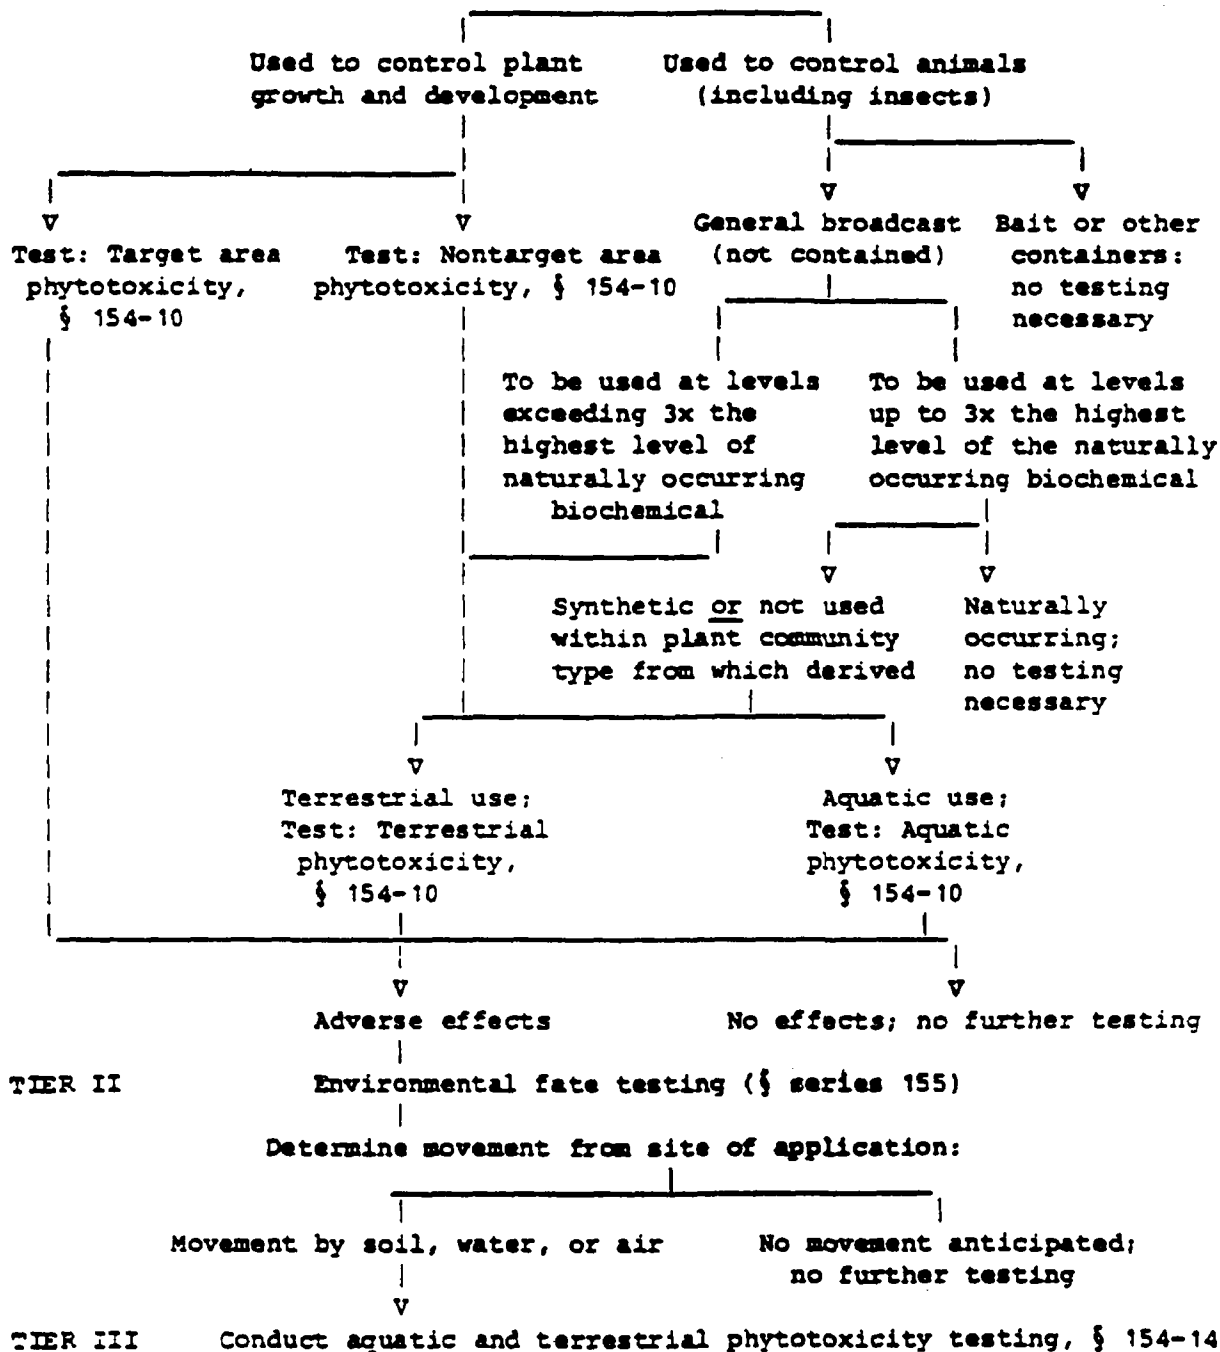 Used to control plant
growth and development
Used to control animals
(including insects)
Test: Target area
phytotoxicity,
§ 154-10
Test: Nontarget area
phytotoxicity, § 154-10
General broadcast
(not contained)
Bait or other
containers:
no testing
necessary
To be used at levels
exceeding 3x the
highest level of
naturally occurring
biochemical
To be used at levels
up to 3x the highest
level of the naturally
occurring biochemical
Synthetic or not used
within plant community
type from which derived
Naturally
occurring;
no testing
necessary
Terrestrial use;
Test: Terrestrial
phytotoxicity,
§ 154-10
Aquatic use;
Test: Aquatic
phytotoxicity,
§ 154-10
Adverse effects
No effects; no further testing
TIER II
Environmental fate testing (§ series 155)
Determine movement from site of application:
Movement by soil, water, or air
No movement anticipated;
no further testing
TIER III
Conduct aquatic and terrestrial phytotoxicity testing, § 154-14